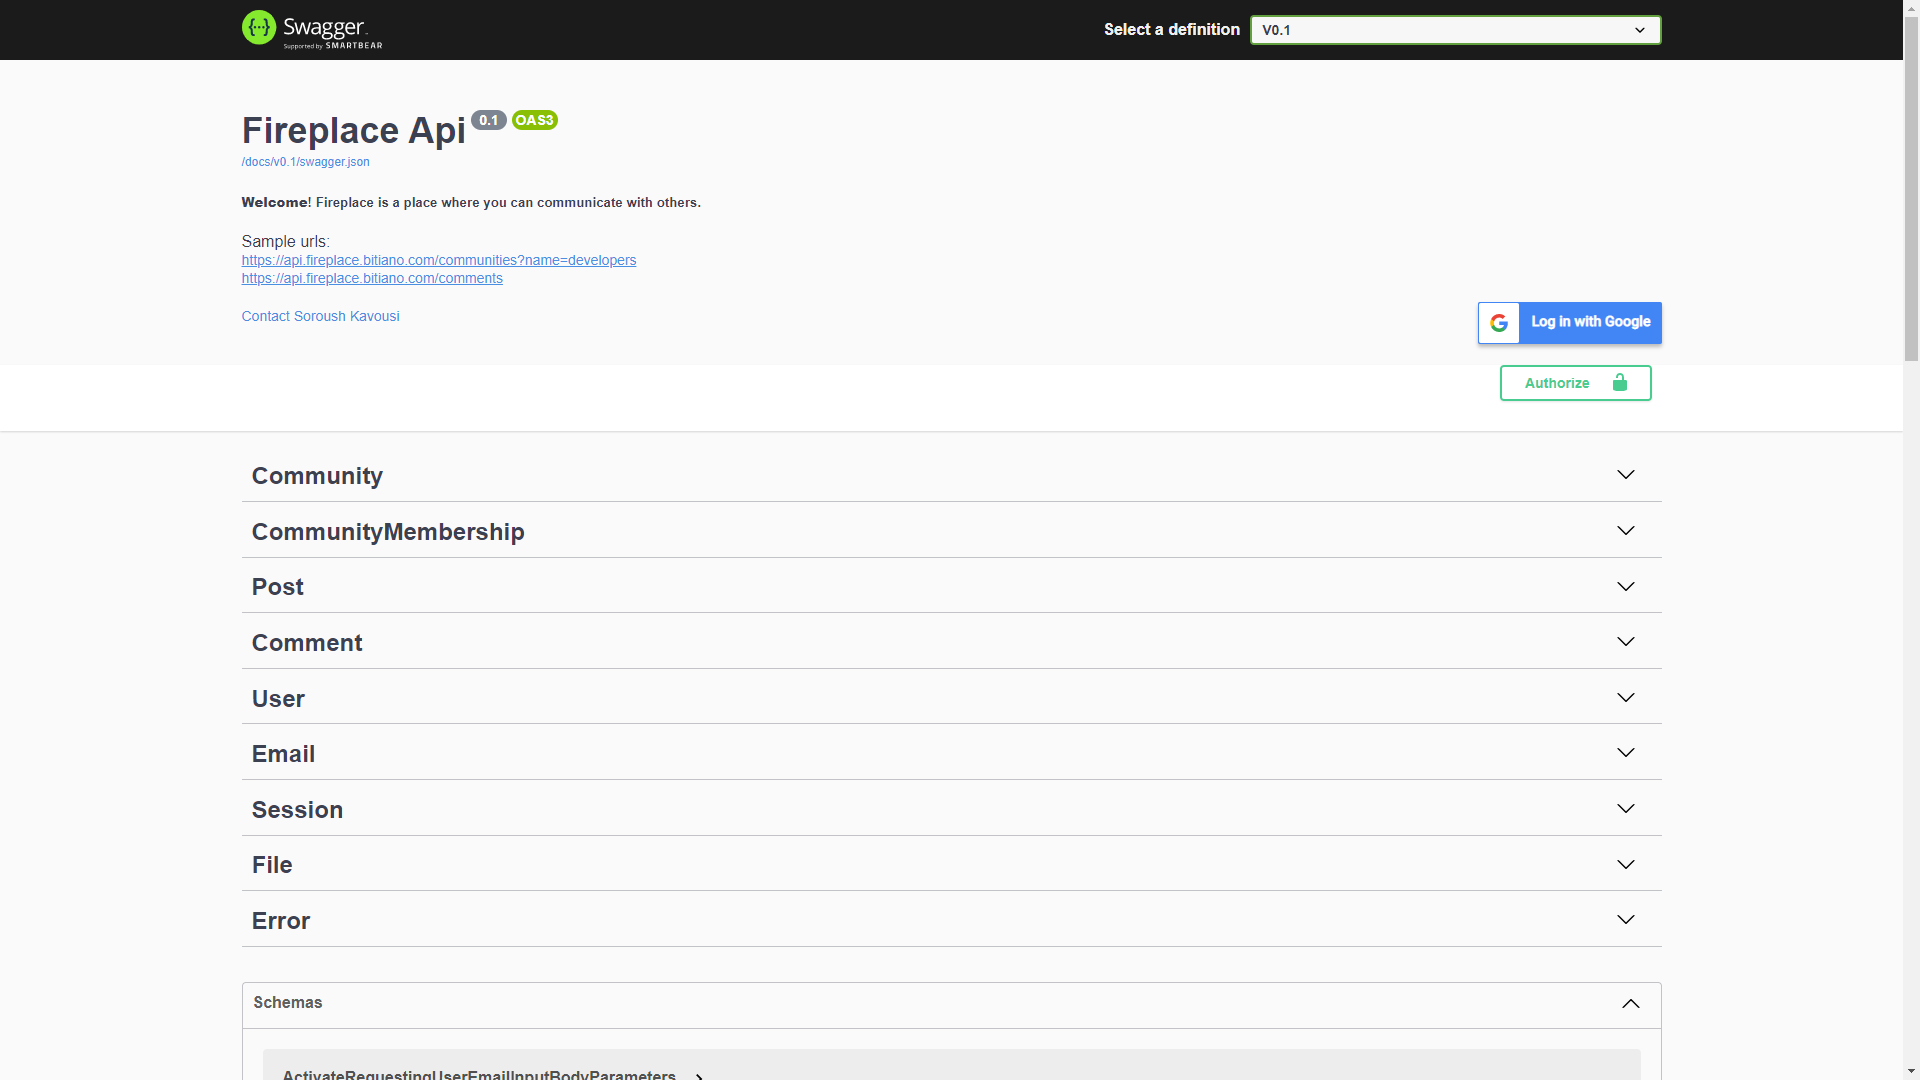 Swagger
Supported by SMARTBEAR
Select a definition
V0.1
Fireplace Api 0.1 OAS3
/docs/v0.1/swagger.json
Welcome! Fireplace is a place where you can communicate with others.
Sample urls:
https://api.fireplace.bitiano.com/communities?name=developers
https://api.fireplace.bitiano.com/comments
Contact Soroush Kavousi
Log in with Google
Authorize
Community
CommunityMembership
Post
Comment
User
Email
Session
File
Error
Schemas
ActivateRequestingUserEmailInputBodyParameters